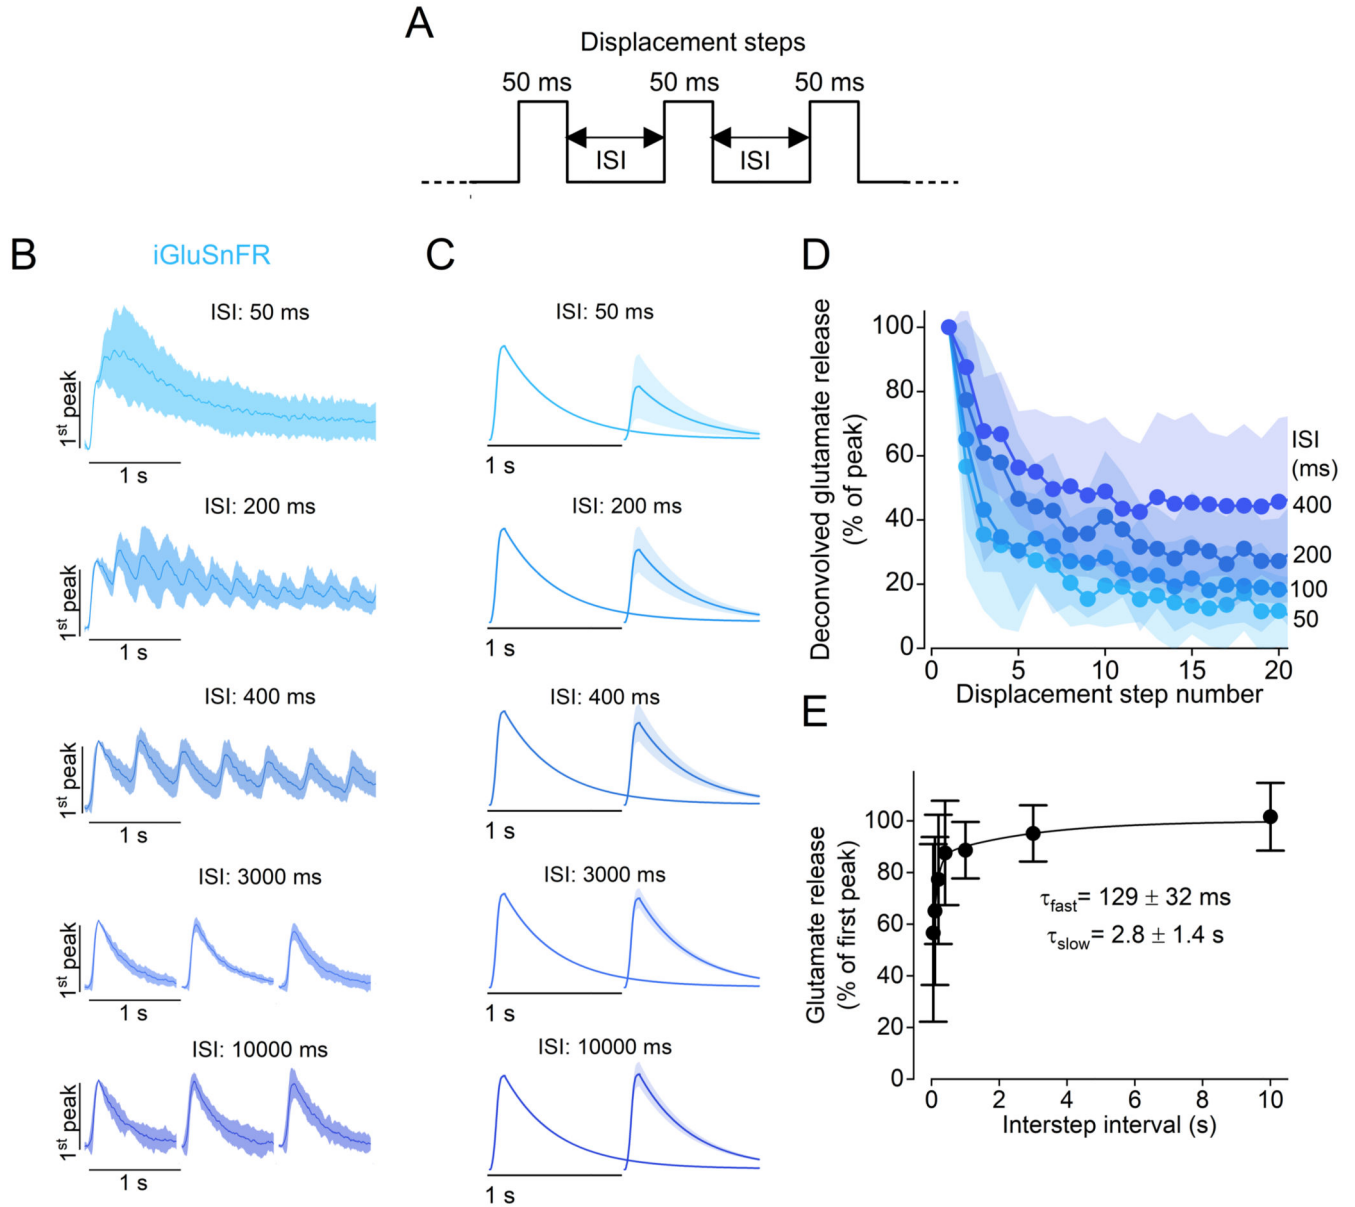 A
Displacement steps
50 ms 50 ms 50 ms
ISI ISI
B
iGluSnFR
ISI: 50 ms
1st peak
1 s
ISI: 200 ms
1st peak
1 s
ISI: 400 ms
1st peak
1 s
ISI: 3000 ms
1st peak
1 s
ISI: 10000 ms
1st peak
1 s
C
ISI: 50 ms
1 s
ISI: 200 ms
1 s
ISI: 400 ms
1 s
ISI: 3000 ms
1 s
ISI: 10000 ms
1 s
D
Deconvolved glutamate release
(% of peak)
100
80
60
40
20
0
0 5 10 15 20
Displacement step number
ISI
(ms)
400
200
100
50
E
Glutamate release
(% of first peak)
100
80
60
40
20
0
τfast= 129 ± 32 ms
τslow= 2.8 ± 1.4 s
0 2 4 6 8 10
Interstep interval (s)